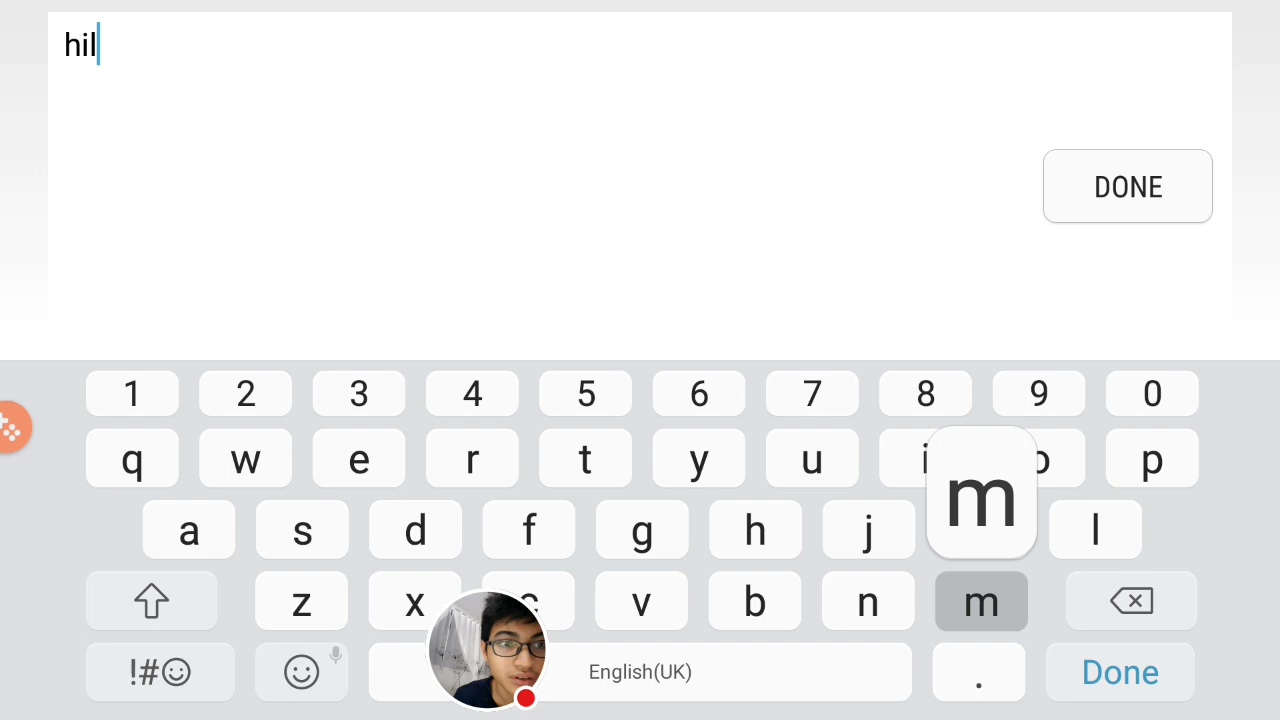 hil
DONE
1 2 3 4 5 6 7 8 9 0
q w e r t y u i o p
a s d f g h j m l
z x c v b n m
!#
English(UK) . Done